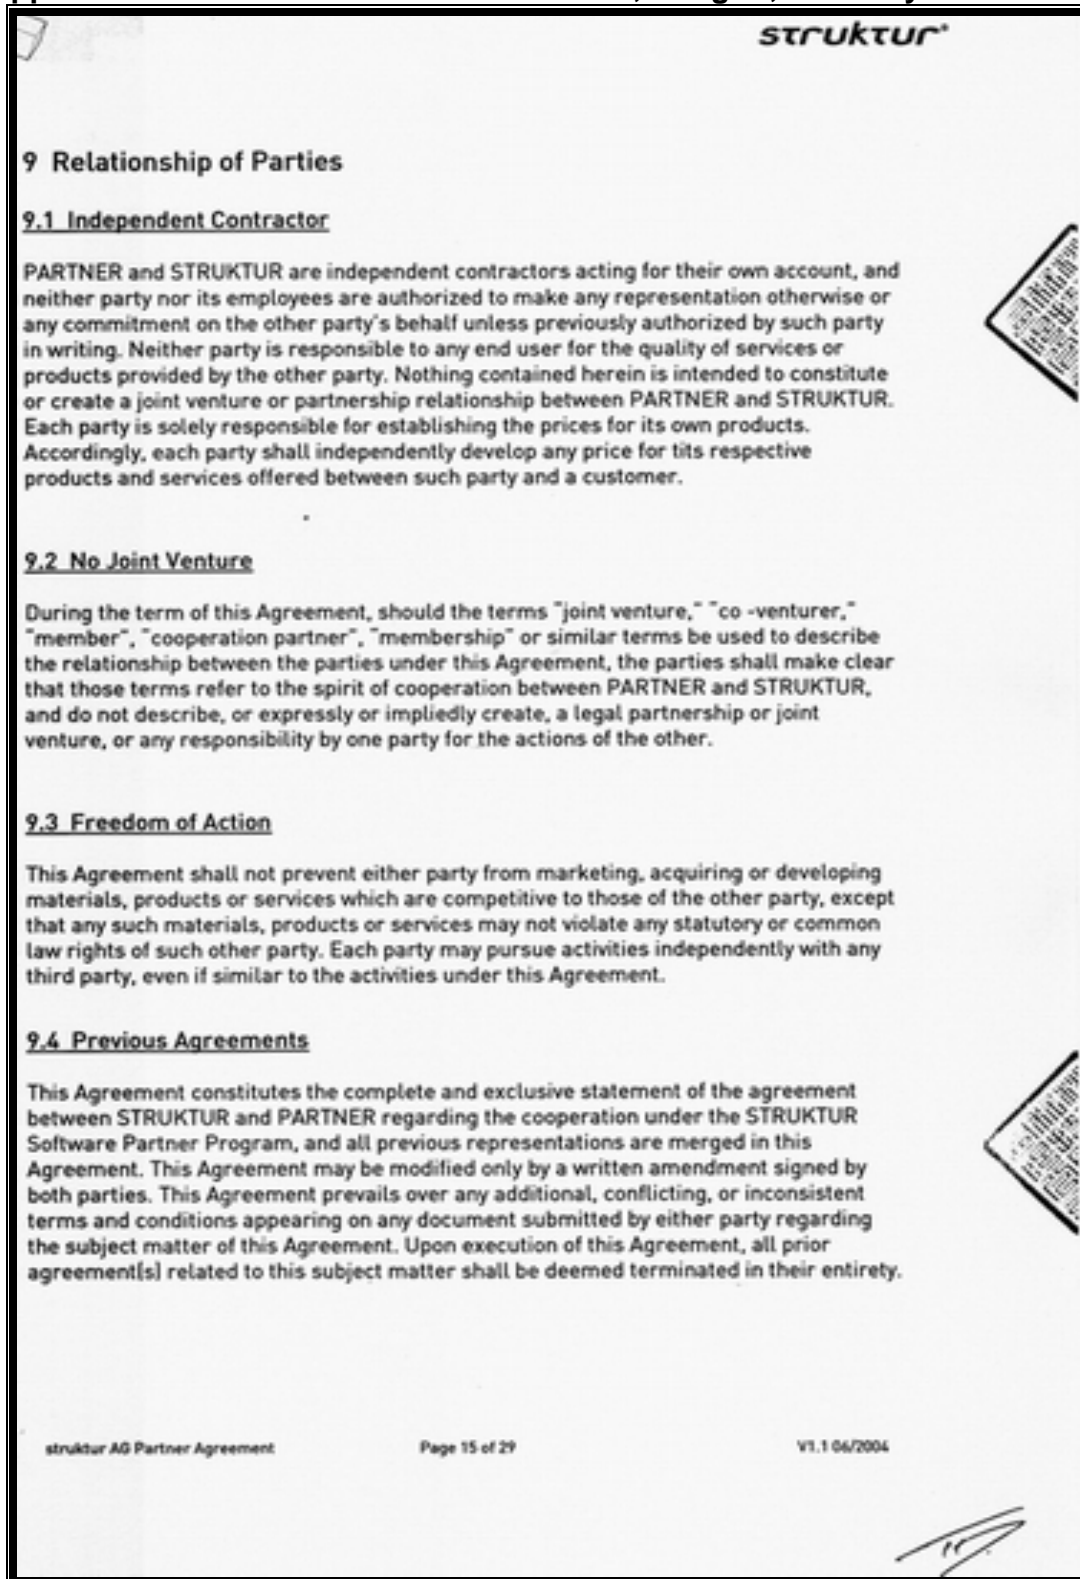 struktur
9 Relationship of Parties
9.1 Independent Contractor
PARTNER and STRUKTUR are independent contractors acting for their own account, and
neither party nor its employees are authorized to make any representation otherwise or
any commitment on the other party's behalf unless previously authorized by such party
in writing. Neither party is responsible to any end user for the quality of services or
products provided by the other party. Nothing contained herein is intended to constitute
or create a joint venture or partnership relationship between PARTNER and STRUKTUR.
Each party is solely responsible for establishing the prices for its own products.
Accordingly, each party shall independently develop any price for tits respective
products and services offered between such party and a customer.
9.2 No Joint Venture
During the term of this Agreement, should the terms "joint venture," "co -venturer,"
"member", "cooperation partner", "membership" or similar terms be used to describe
the relationship between the parties under this Agreement, the parties shall make clear
that those terms refer to the spirit of cooperation between PARTNER and STRUKTUR,
and do not describe, or expressly or impliedly create, a legal partnership or joint
venture, or any responsibility by one party for the actions of the other.
9.3 Freedom of Action
This Agreement shall not prevent either party from marketing, acquiring or developing
materials, products or services which are competitive to those of the other party, except
that any such materials, products or services may not violate any statutory or common
law rights of such other party. Each party may pursue activities independently with any
third party, even if similar to the activities under this Agreement.
9.4 Previous Agreements
This Agreement constitutes the complete and exclusive statement of the agreement
between STRUKTUR and PARTNER regarding the cooperation under the STRUKTUR
Software Partner Program, and all previous representations are merged in this
Agreement. This Agreement may be modified only by a written amendment signed by
both parties. This Agreement prevails over any additional, conflicting, or inconsistent
terms and conditions appearing on any document submitted by either party regarding
the subject matter of this Agreement. Upon execution of this Agreement, all prior
agreement(s) related to this subject matter shall be deemed terminated in their entirety.
struktur AG Partner Agreement Page 15 of 29 V1.1 06/2004